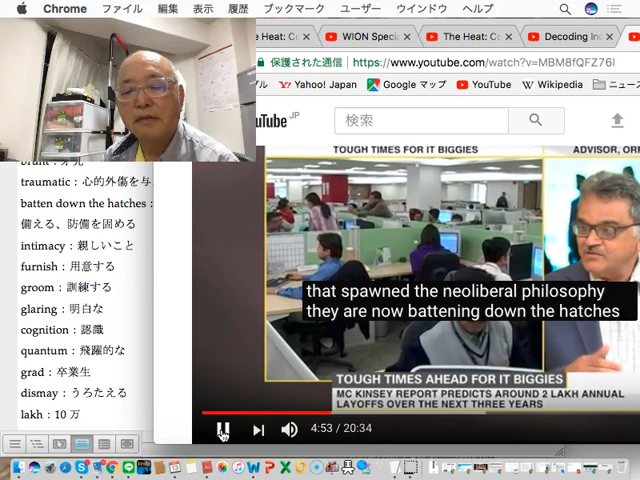 Chrome ファイル 編集 表示 履歴 ブックマーク ユーザー ウインドウ ヘルプ
The Heat: C
WION Speci
The Heat: Co
Decoding Inc
保護された通信 https://www.youtube.com/watch?v=MBM8fQFZ76I
Yahoo! Japan Google マップ YouTube Wikipedia ニュース
YouTube JP 検索
traumatic：心的外傷を与
batten down the hatches：
備える、防備を固める
intimacy：親しいこと
furnish：用意する
groom：訓練する
glaring：明白な
cognition：認識
quantum：飛躍的な
grad：卒業生
dismay：うろたえる
lakh：10 万
TOUGH TIMES FOR IT BIGGIES
ADVISOR, OR
that spawned the neoliberal philosophy
they are now battening down the hatches
TOUGH TIMES AHEAD FOR IT BIGGIES
MC KINSEY REPORT PREDICTS AROUND 2 LAKH ANNUAL
LAYOFFS OVER THE NEXT THREE YEARS
4:53 / 20:34